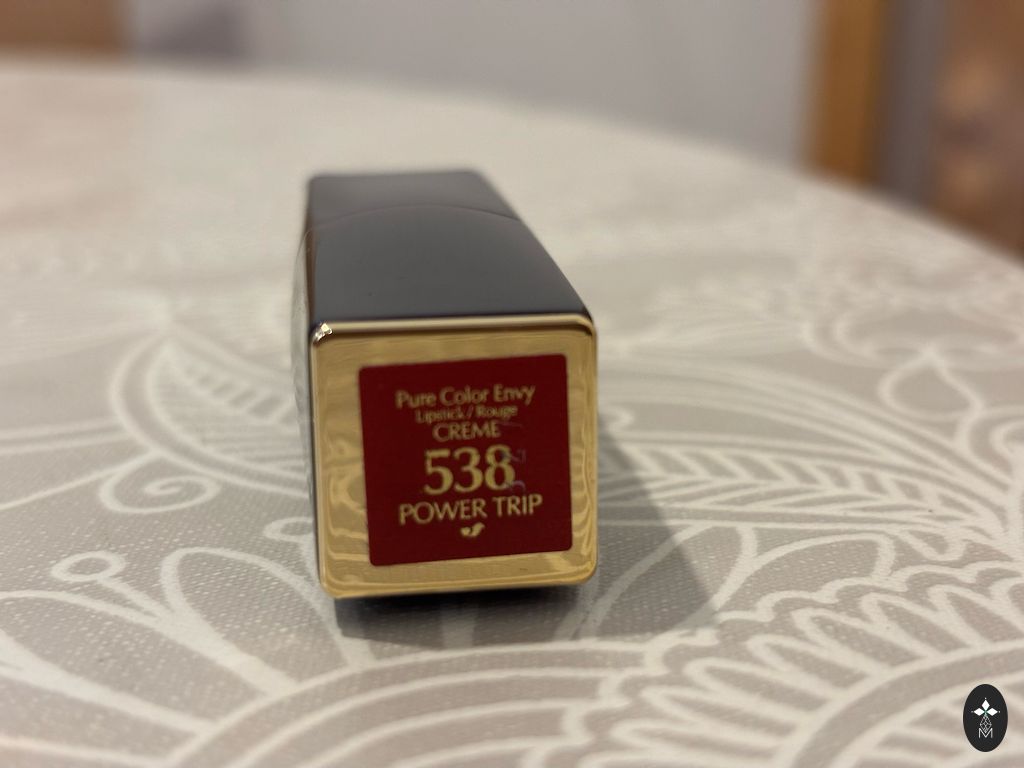 Pure Color Envy
Lipstick / Rouge
CREME
538
POWER TRIP
M